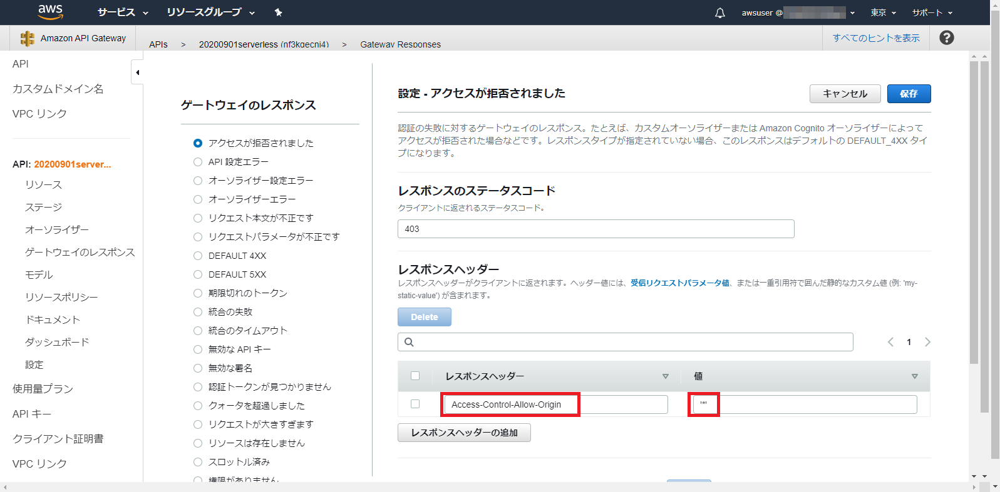 aws サービス リソースグループ awsuser @ 東京 サポート
Amazon API Gateway APIs > 20200901serverless (nf3kqecni4) > Gateway Responses すべてのヒントを表示
API
カスタムドメイン名
VPC リンク
API: 20200901server...
リソース
ステージ
オーソライザー
ゲートウェイのレスポンス
モデル
リソースポリシー
ドキュメント
ダッシュボード
設定
使用量プラン
API キー
クライアント証明書
VPC リンク
ゲートウェイのレスポンス
アクセスが拒否されました
API 設定エラー
オーソライザー設定エラー
オーソライザーエラー
リクエスト本文が不正です
リクエストパラメータが不正です
DEFAULT 4XX
DEFAULT 5XX
期限切れのトークン
統合の失敗
統合のタイムアウト
無効な API キー
無効な署名
認証トークンが見つかりません
クォータを超過しました
リクエストが大きすぎます
リソースは存在しません
スロットル済み
権限がありません
設定 - アクセスが拒否されました キャンセル 保存
認証の失敗に対するゲートウェイのレスポンス。たとえば、カスタムオーソライザーまたは Amazon Cognito オーソライザーによって
アクセスが拒否された場合などです。レスポンスタイプが指定されていない場合、このレスポンスはデフォルトの DEFAULT_4XX タイ
プになります。
レスポンスのステータスコード
クライアントに返されるステータスコード。
403
レスポンスヘッダー
レスポンスヘッダーがクライアントに返されます。ヘッダー値には、受信リクエストパラメータ値、または一重引用符で囲んだ静的なカスタム値 (例: 'my-
static-value') が含まれます。
Delete
1
レスポンスヘッダー 値
Access-Control-Allow-Origin '*'
レスポンスヘッダーの追加